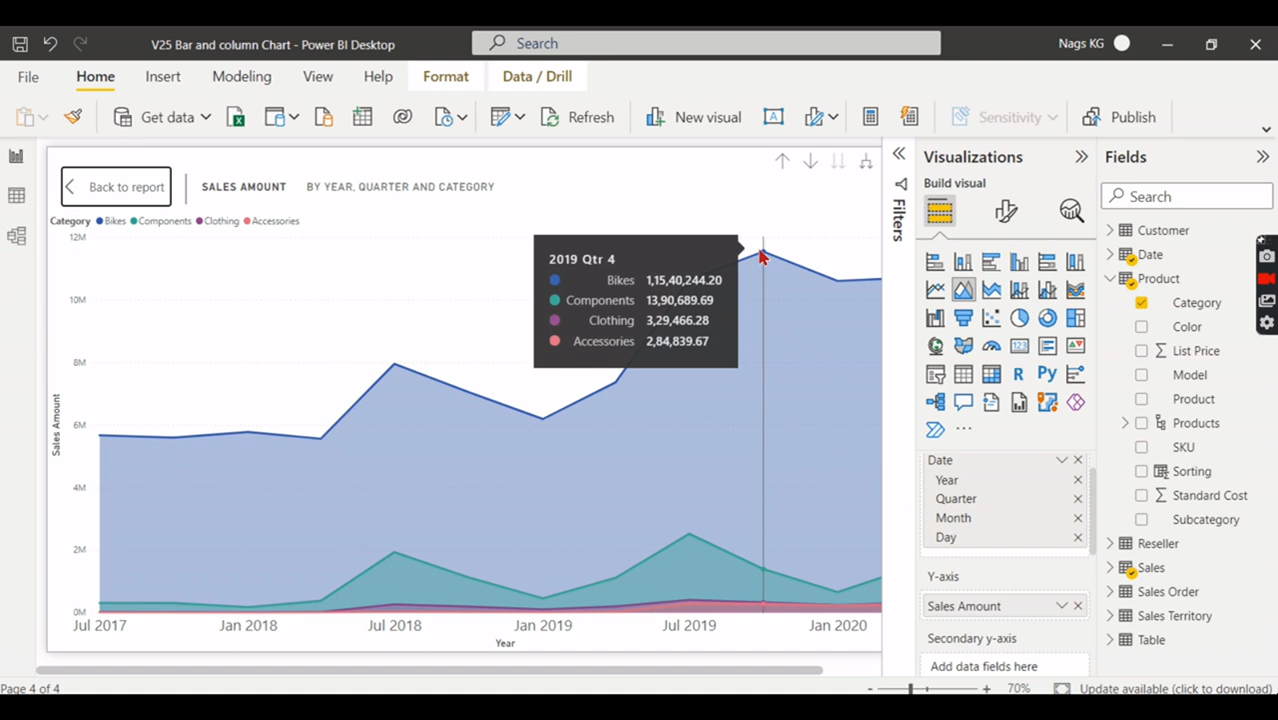 V25 Bar and column Chart - Power BI Desktop
Search
Nags KG
File Home Insert Modeling View Help Format Data / Drill
Get data Refresh New visual Sensitivity Publish
Back to report
SALES AMOUNT
BY YEAR, QUARTER AND CATEGORY
Category Bikes Components Clothing Accessories
12M
10M
8M
6M
4M
2M
0M
Sales Amount
Jul 2017 Jan 2018 Jul 2018 Jan 2019 Jul 2019 Jan 2020
Year
2019 Qtr 4
Bikes 1,15,40,244.20
Components 13,90,689.69
Clothing 3,29,466.28
Accessories 2,84,839.67
Filters
Visualizations
Build visual
123
R Py
Date
Year
Quarter
Month
Day
Y-axis
Sales Amount
Secondary y-axis
Add data fields here
Fields
Search
Customer
Date
Product
Category
Color
List Price
Model
Product
Products
SKU
Sorting
Standard Cost
Subcategory
Reseller
Sales
Sales Order
Sales Territory
Table
Page 4 of 4
- + 70% Update available (click to download)